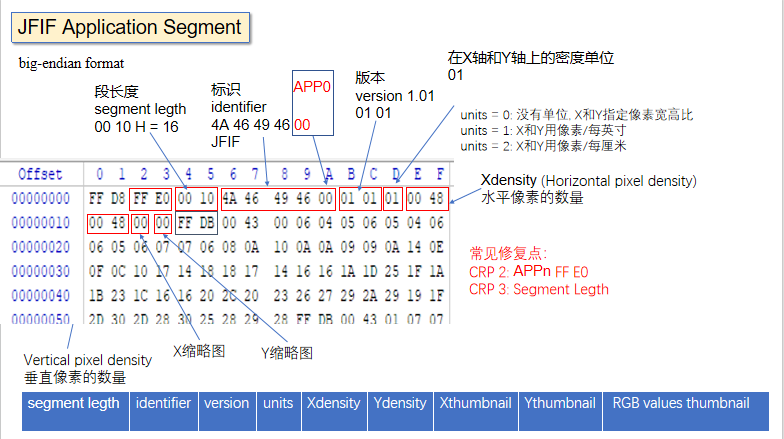 JFIF Application Segment
big-endian format
段长度
segment legth
00 10 H = 16
标识
identifier
4A 46 49 46
JFIF
APP0
00
版本
version 1.01
01 01
在X轴和Y轴上的密度单位
01
units = 0: 没有单位, X和Y指定像素宽高比
units = 1: X和Y用像素/每英寸
units = 2: X和Y用像素/每厘米
Offset 0 1 2 3 4 5 6 7 8 9 A B C D E F
00000000 FF D8 FF E0 00 10 4A 46 49 46 00 01 01 01 00 48
00000010 00 48 00 00 FF DB 00 43 00 06 04 05 06 05 04 06
00000020 06 05 06 07 07 06 08 0A 10 0A 0A 09 09 0A 14 0E
00000030 0F 0C 10 17 14 18 18 17 14 16 16 1A 1D 25 1F 1A
00000040 1B 23 1C 16 16 20 2C 20 23 26 27 29 2A 29 19 1F
00000050 2D 30 2D 28 30 25 28 29 28 FF DB 00 43 01 07 07
Xdensity (Horizontal pixel density)
水平像素的数量
常见修复点：
CRP 2: APPn FF E0
CRP 3: Segment Legth
Vertical pixel density
垂直像素的数量
X缩略图
Y缩略图
segment legth identifier version units Xdensity Ydensity Xthumbnail Ythumbnail RGB values thumbnail